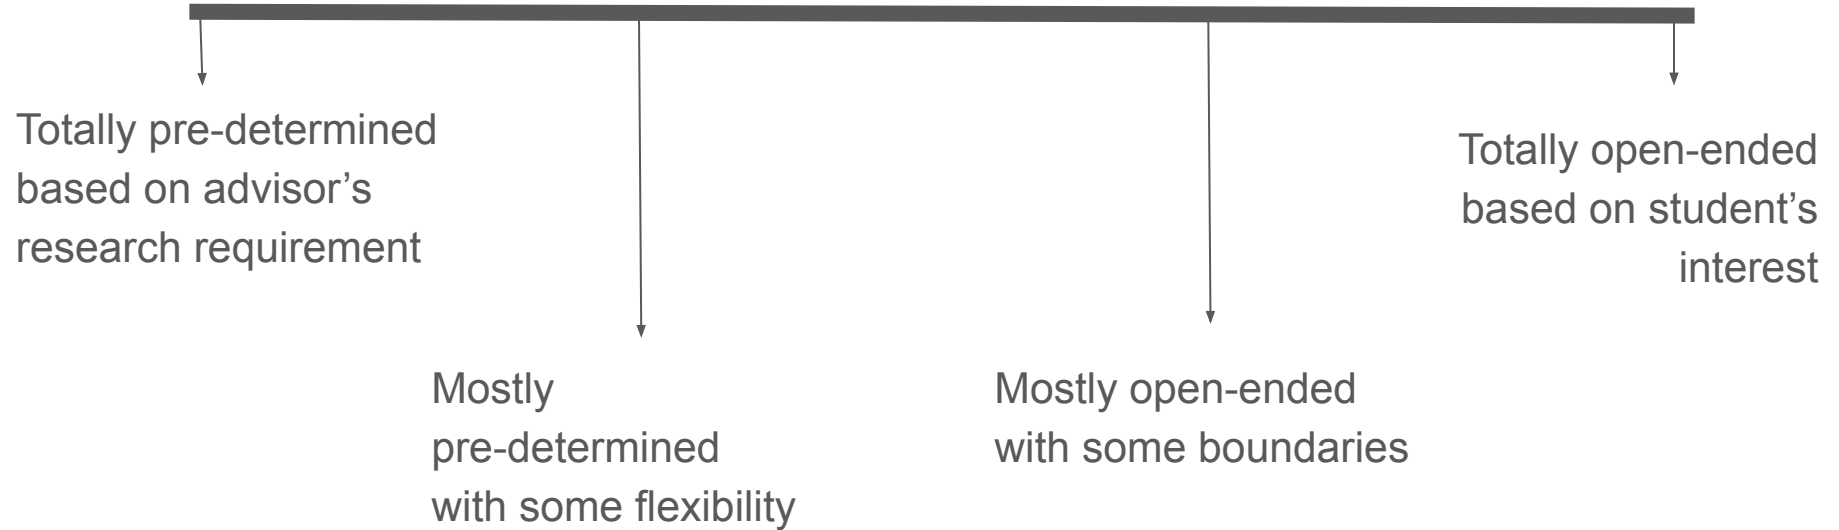 Totally pre-determined
based on advisor’s
research requirement
Mostly
pre-determined
with some flexibility
Mostly open-ended
with some boundaries
Totally open-ended
based on student’s
interest